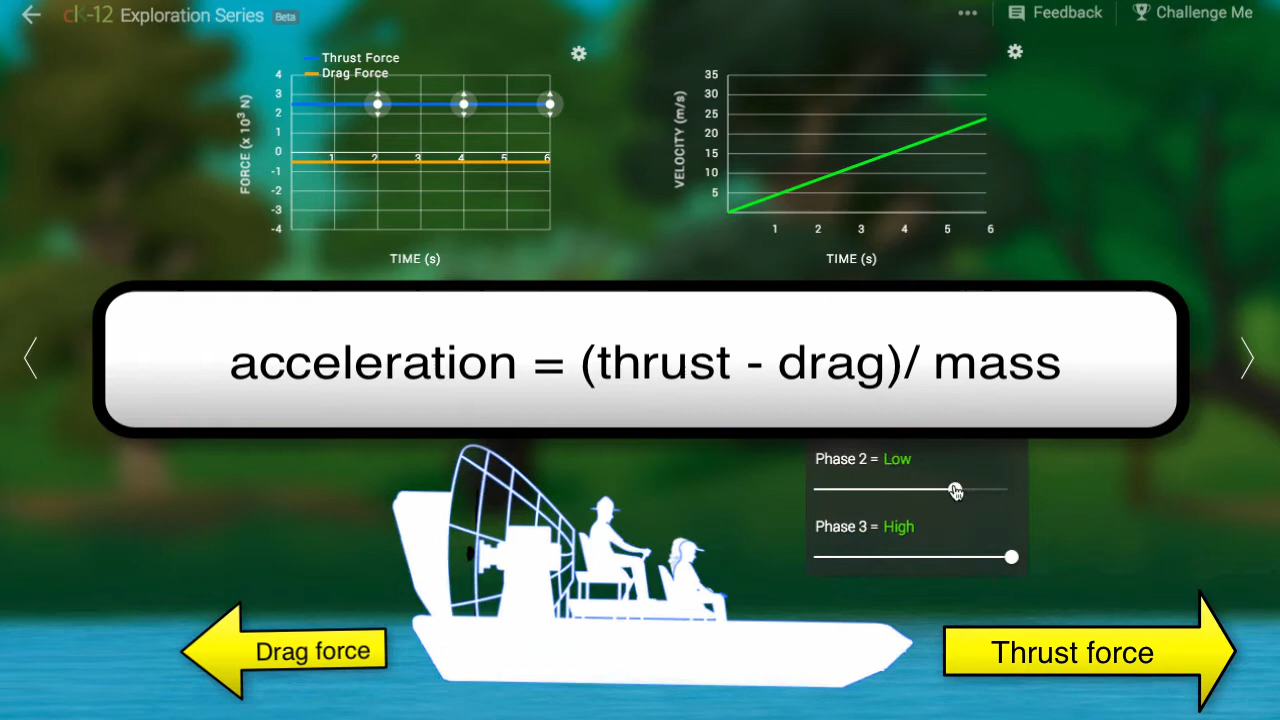 cK-12 Exploration Series Beta
Feedback
Challenge Me
Thrust Force
Drag Force
FORCE (x 10³ N)
4
3
2
1
0
-1
-2
-3
-4
1 2 3 4 5 6
TIME (s)
VELOCITY (m/s)
35
30
25
20
15
10
5
1 2 3 4 5 6
TIME (s)
acceleration = (thrust - drag)/ mass
Phase 2 = Low
Phase 3 = High
Drag force
Thrust force